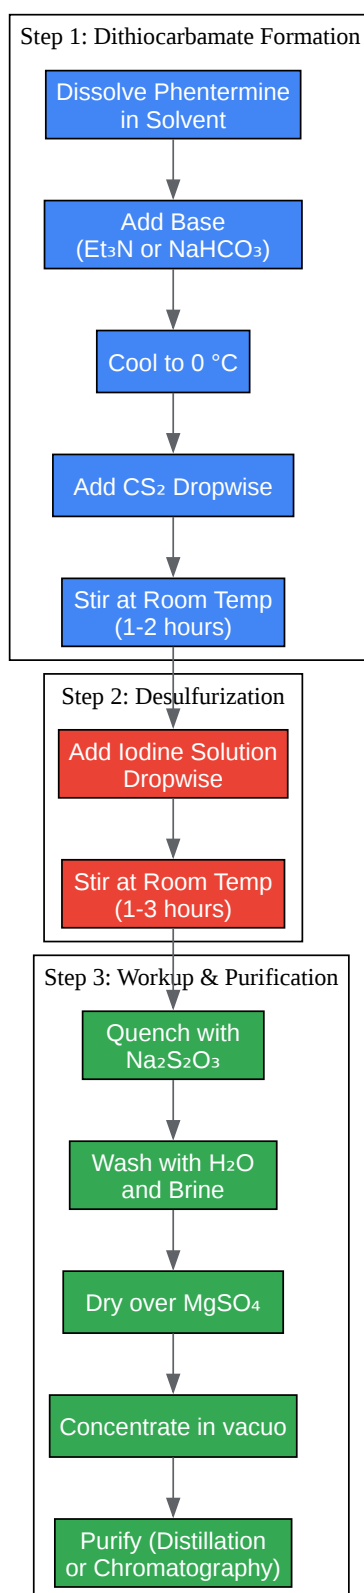 Step 1: Dithiocarbamate Formation
Dissolve Phentermine
in Solvent
Add Base
(Et₃N or NaHCO₃)
Cool to 0 °C
Add CS₂ Dropwise
Stir at Room Temp
(1-2 hours)
Step 2: Desulfurization
Add Iodine Solution
Dropwise
Stir at Room Temp
(1-3 hours)
Step 3: Workup & Purification
Quench with
Na₂S₂O₃
Wash with H₂O
and Brine
Dry over MgSO₄
Concentrate in vacuo
Purify (Distillation
or Chromatography)